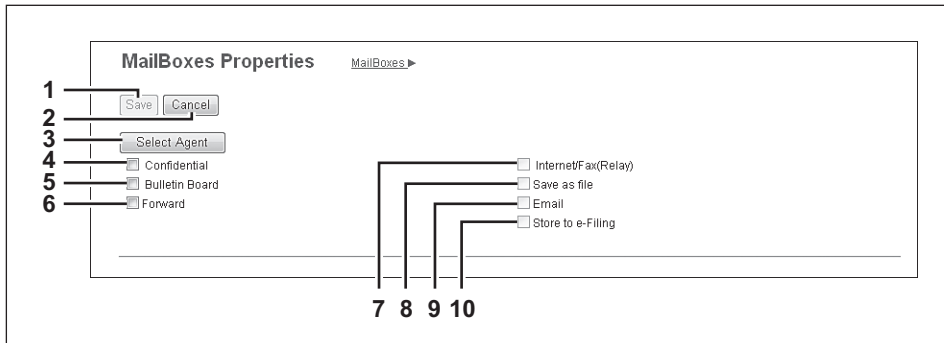 MailBoxes Properties MailBoxes ▶
1
Save Cancel
2
3 Select Agent
4 Confidential Internet/Fax(Relay)
5 Bulletin Board Save as file
6 Forward Email
Store to e-Filing
7 8 9 10